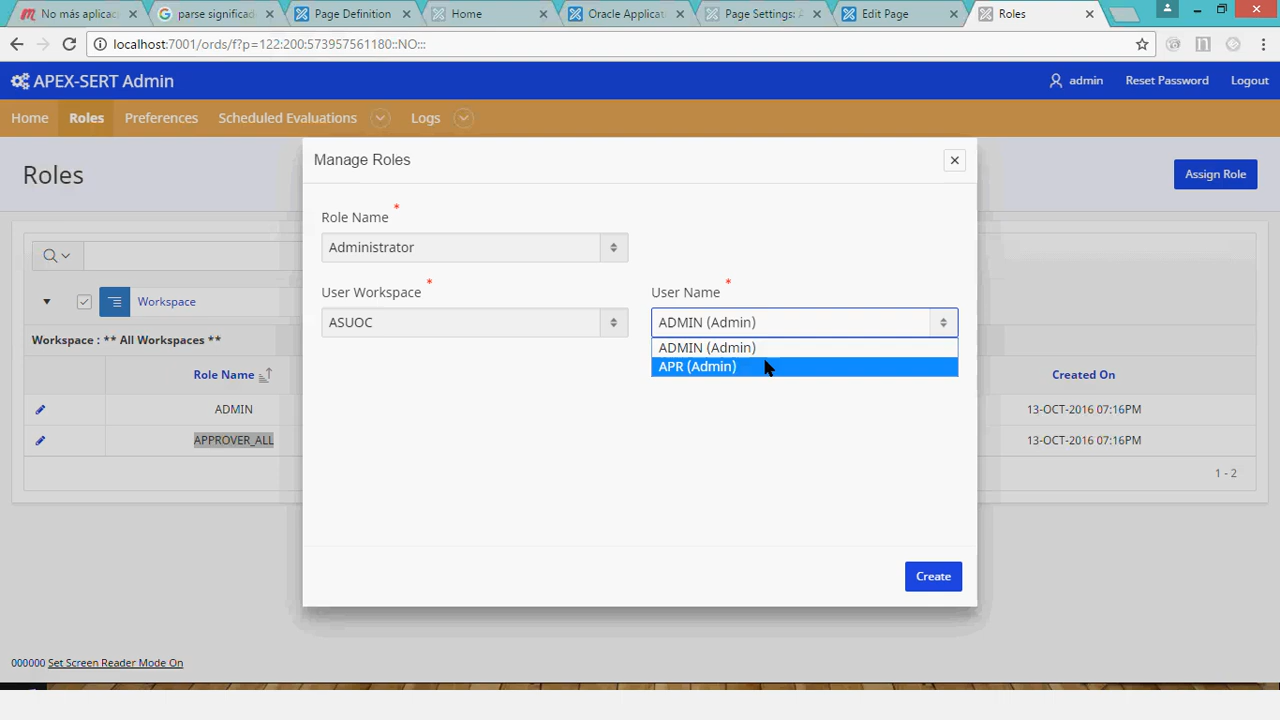 No más aplicac
parse significado
Page Definition
Home
Oracle Applicat
Page Settings: A
Edit Page
Roles
localhost:7001/ords/f?p=122:200:573957561180::NO:::
APEX-SERT Admin
admin
Reset Password
Logout
Home
Roles
Preferences
Scheduled Evaluations
Logs
Roles
Assign Role
Manage Roles
Role Name *
Administrator
User Workspace *
User Name *
ASUOC
ADMIN (Admin)
ADMIN (Admin)
APR (Admin)
Workspace
Workspace : ** All Workspaces **
Role Name
Created On
ADMIN
13-OCT-2016 07:16PM
APPROVER_ALL
13-OCT-2016 07:16PM
1 - 2
Create
000000 Set Screen Reader Mode On